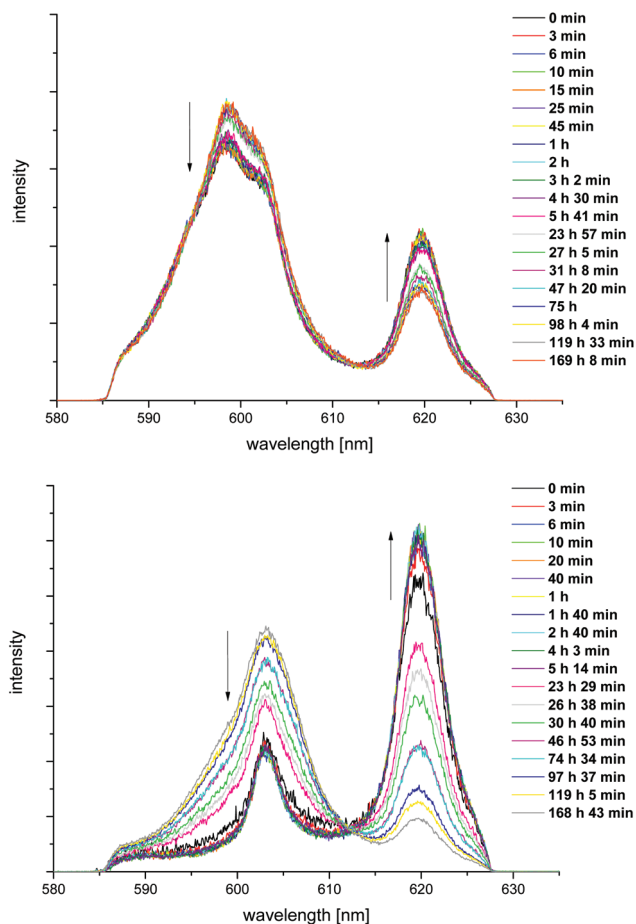 0 min
3 min
6 min
10 min
15 min
25 min
45 min
1 h
2 h
3 h 2 min
4 h 30 min
5 h 41 min
23 h 57 min
27 h 5 min
31 h 8 min
47 h 20 min
75 h
98 h 4 min
119 h 33 min
169 h 8 min
intensity
580 590 600 610 620 630
wavelength [nm]
0 min
3 min
6 min
10 min
20 min
40 min
1 h
1 h 40 min
2 h 40 min
4 h 3 min
5 h 14 min
23 h 29 min
26 h 38 min
30 h 40 min
46 h 53 min
74 h 34 min
97 h 37 min
119 h 5 min
168 h 43 min
intensity
580 590 600 610 620 630
wavelength [nm]